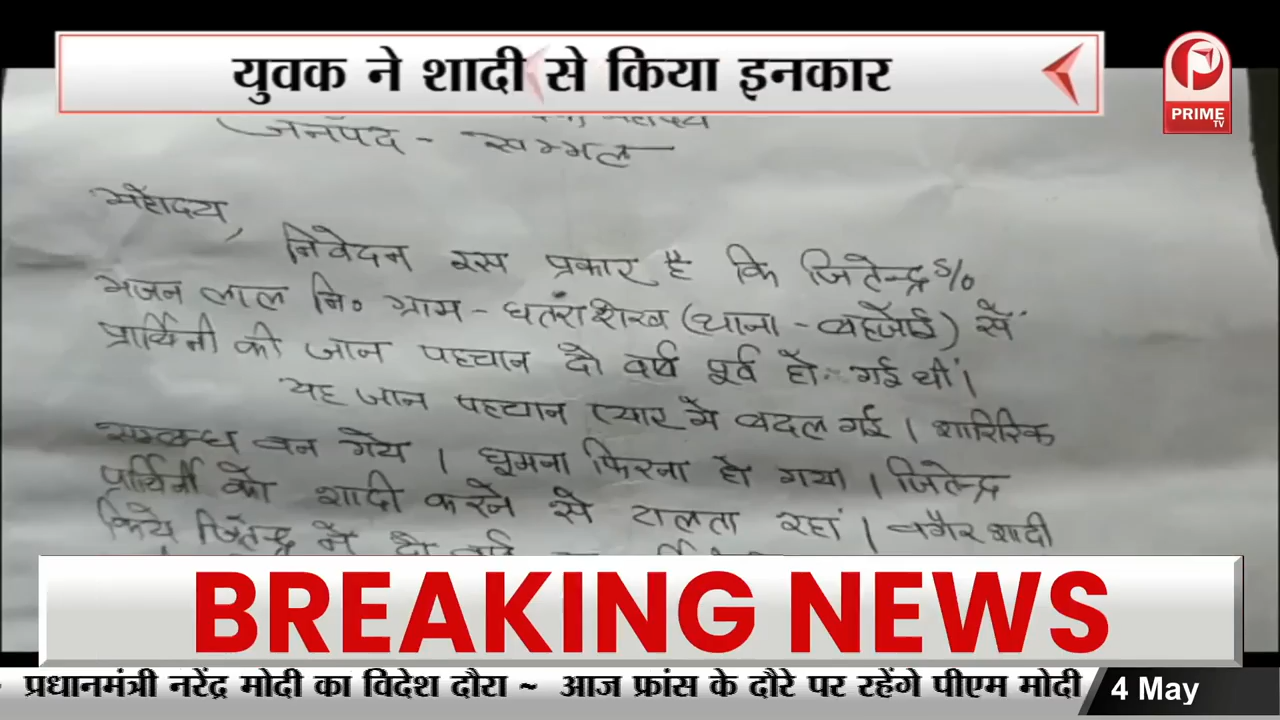 युवक ने शादी से किया इनकार
PRIME
TV
जनपद - सम्भल
महोदय,
निवेदन रस प्रकार है कि जितेन्द्र S/o
भजन लाल नि० ग्राम - धतरा शेख (थाना - बहजोई) सें
प्रार्थिनी की जान पहचान दो वर्ष पूर्व हो गई थी।
यह जान पहचान प्यार में बदल गई। शारिरिक
सम्बन्ध बन गये। घूमना फिरना हो गया। जितेन्द्र
प्रार्थिनी को शादी करने से टालता रहा। बगैर शादी
किये जितेन्द्र ने दो वर्ष
BREAKING NEWS
प्रधानमंत्री नरेंद्र मोदी का विदेश दौरा ~ आज फ्रांस के दौरे पर रहेंगे पीएम मोदी
4 May